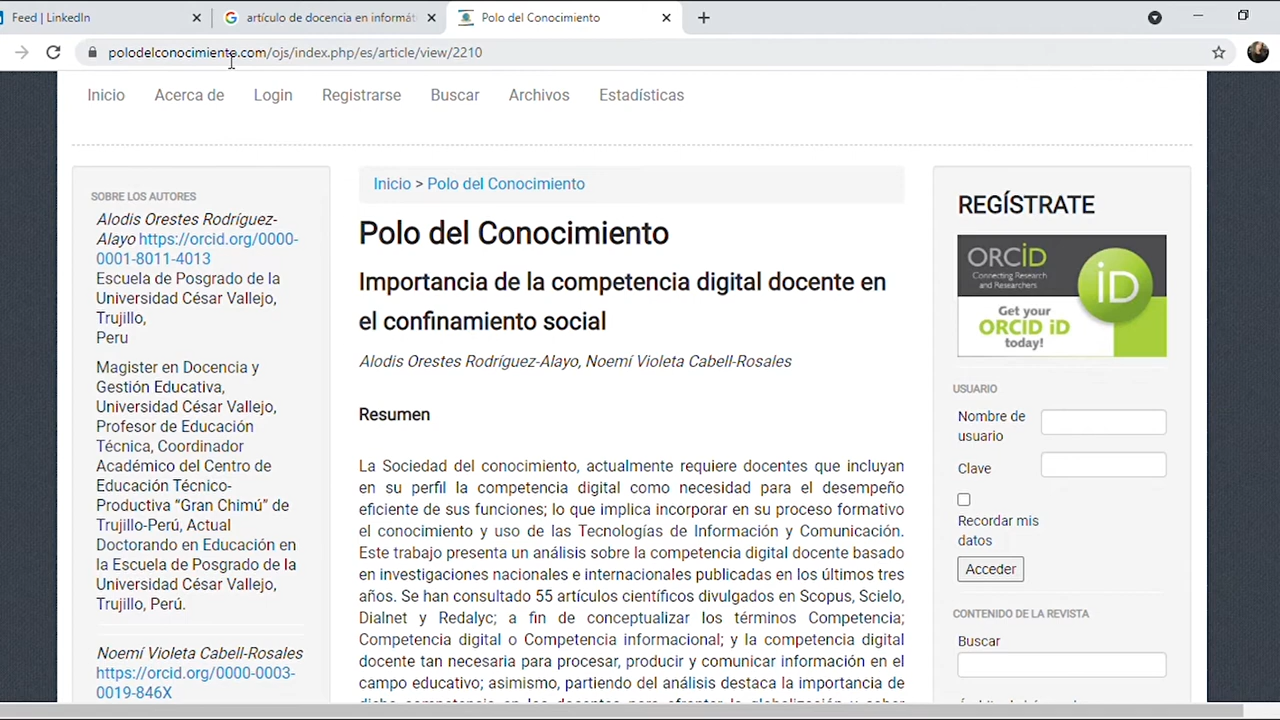 Feed | LinkedIn
artículo de docencia en informát
Polo del Conocimiento
polodelconocimiento.com/ojs/index.php/es/article/view/2210
Inicio
Acerca de
Login
Registrarse
Buscar
Archivos
Estadísticas
SOBRE LOS AUTORES
Alodis Orestes Rodríguez-
Alayo https://orcid.org/0000-
0001-8011-4013
Escuela de Posgrado de la
Universidad César Vallejo,
Trujillo,
Peru
Magister en Docencia y
Gestión Educativa,
Universidad César Vallejo,
Profesor de Educación
Técnica, Coordinador
Académico del Centro de
Educación Técnico-
Productiva “Gran Chimú” de
Trujillo-Perú, Actual
Doctorando en Educación en
la Escuela de Posgrado de la
Universidad César Vallejo,
Trujillo, Perú.
Noemí Violeta Cabell-Rosales
https://orcid.org/0000-0003-
0019-846X
Inicio > Polo del Conocimiento
Polo del Conocimiento
Importancia de la competencia digital docente en
el confinamiento social
Alodis Orestes Rodríguez-Alayo, Noemí Violeta Cabell-Rosales
Resumen
La Sociedad del conocimiento, actualmente requiere docentes que incluyan
en su perfil la competencia digital como necesidad para el desempeño
eficiente de sus funciones; lo que implica incorporar en su proceso formativo
el conocimiento y uso de las Tecnologías de Información y Comunicación.
Este trabajo presenta un análisis sobre la competencia digital docente basado
en investigaciones nacionales e internacionales publicadas en los últimos tres
años. Se han consultado 55 artículos científicos divulgados en Scopus, Scielo,
Dialnet y Redalyc; a fin de conceptualizar los términos Competencia;
Competencia digital o Competencia informacional; y la competencia digital
docente tan necesaria para procesar, producir y comunicar información en el
campo educativo; asimismo, partiendo del análisis destaca la importancia de
REGÍSTRATE
ORCID
Connecting Research
and Researchers
iD
Get your
ORCID iD
today!
USUARIO
Nombre de
usuario
Clave
Recordar mis
datos
Acceder
CONTENIDO DE LA REVISTA
Buscar